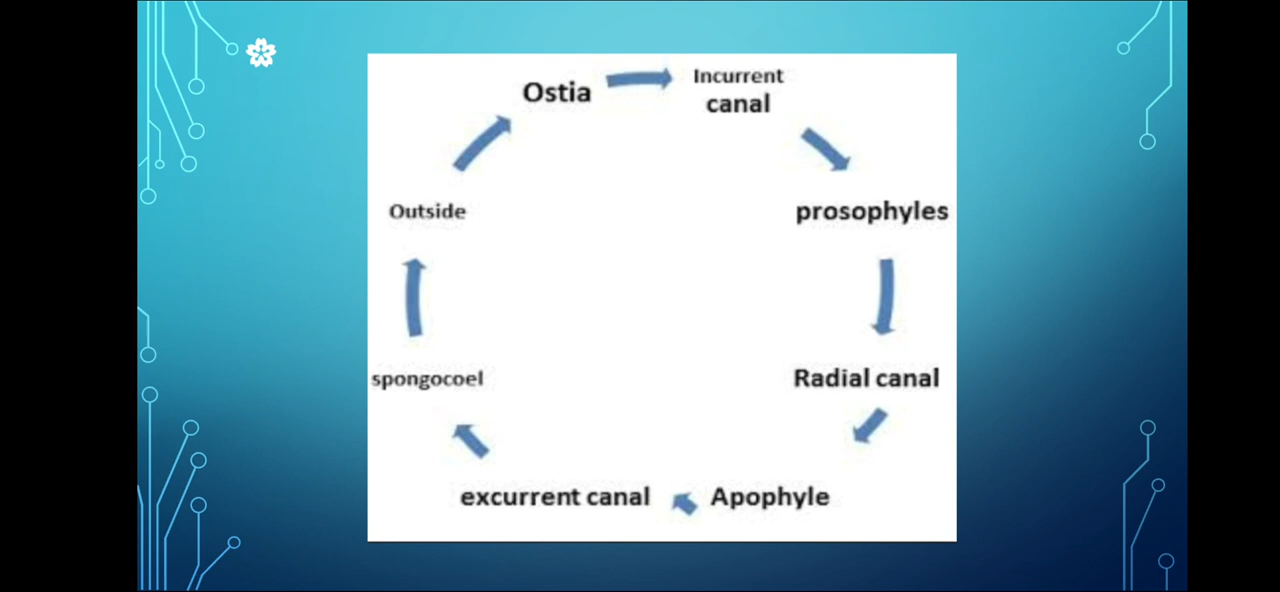 Ostia
Incurrent
canal
prosophyles
Radial canal
Apophyle
excurrent canal
spongocoel
Outside